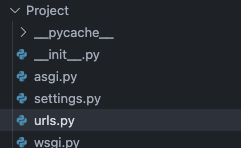 Project
__pycache__
__init__.py
asgi.py
settings.py
urls.py
wsgi.py